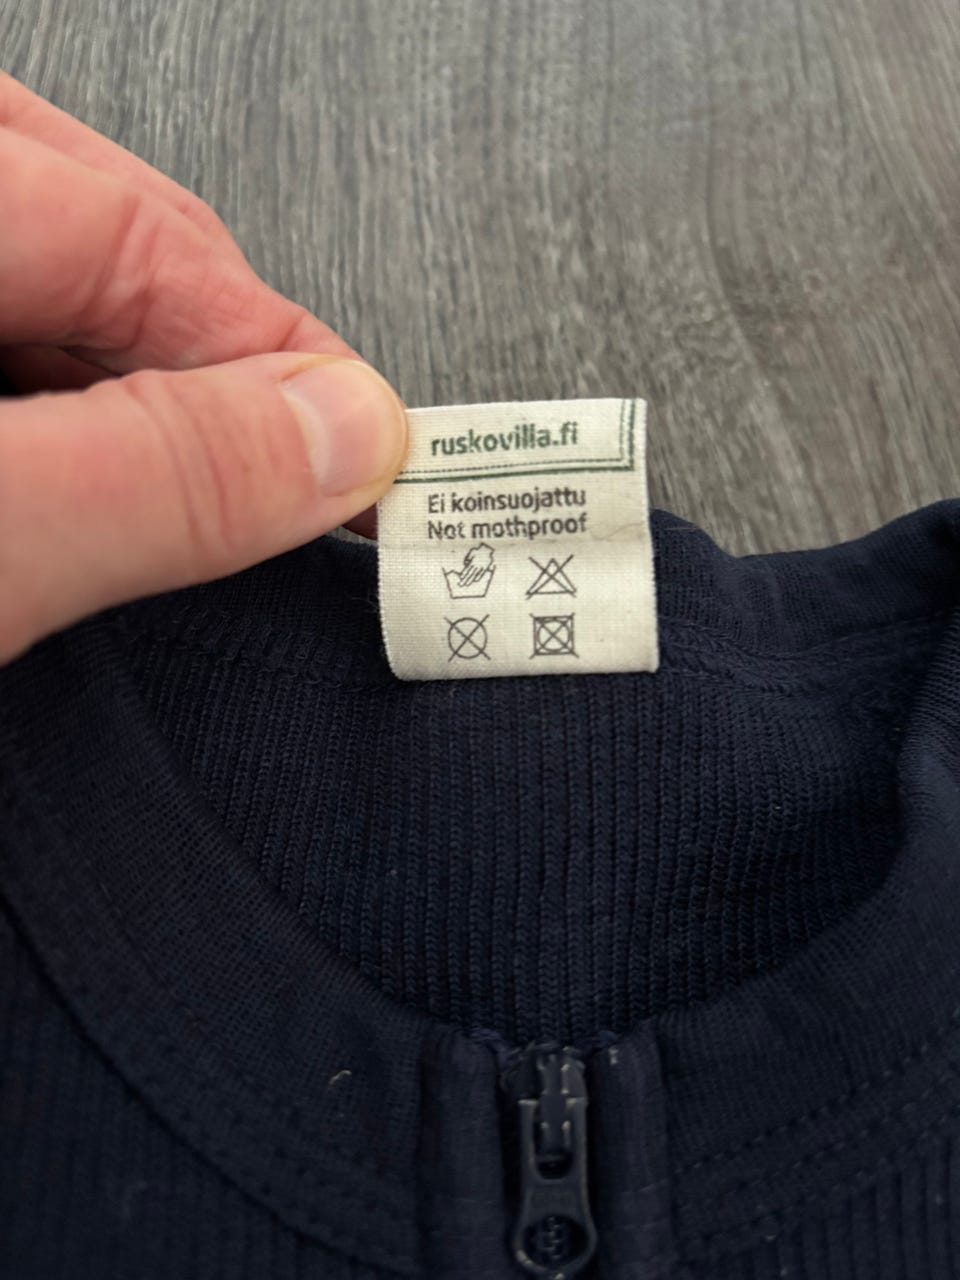 ruskovilla.fi
Ei koinsuojattu
Not mothproof